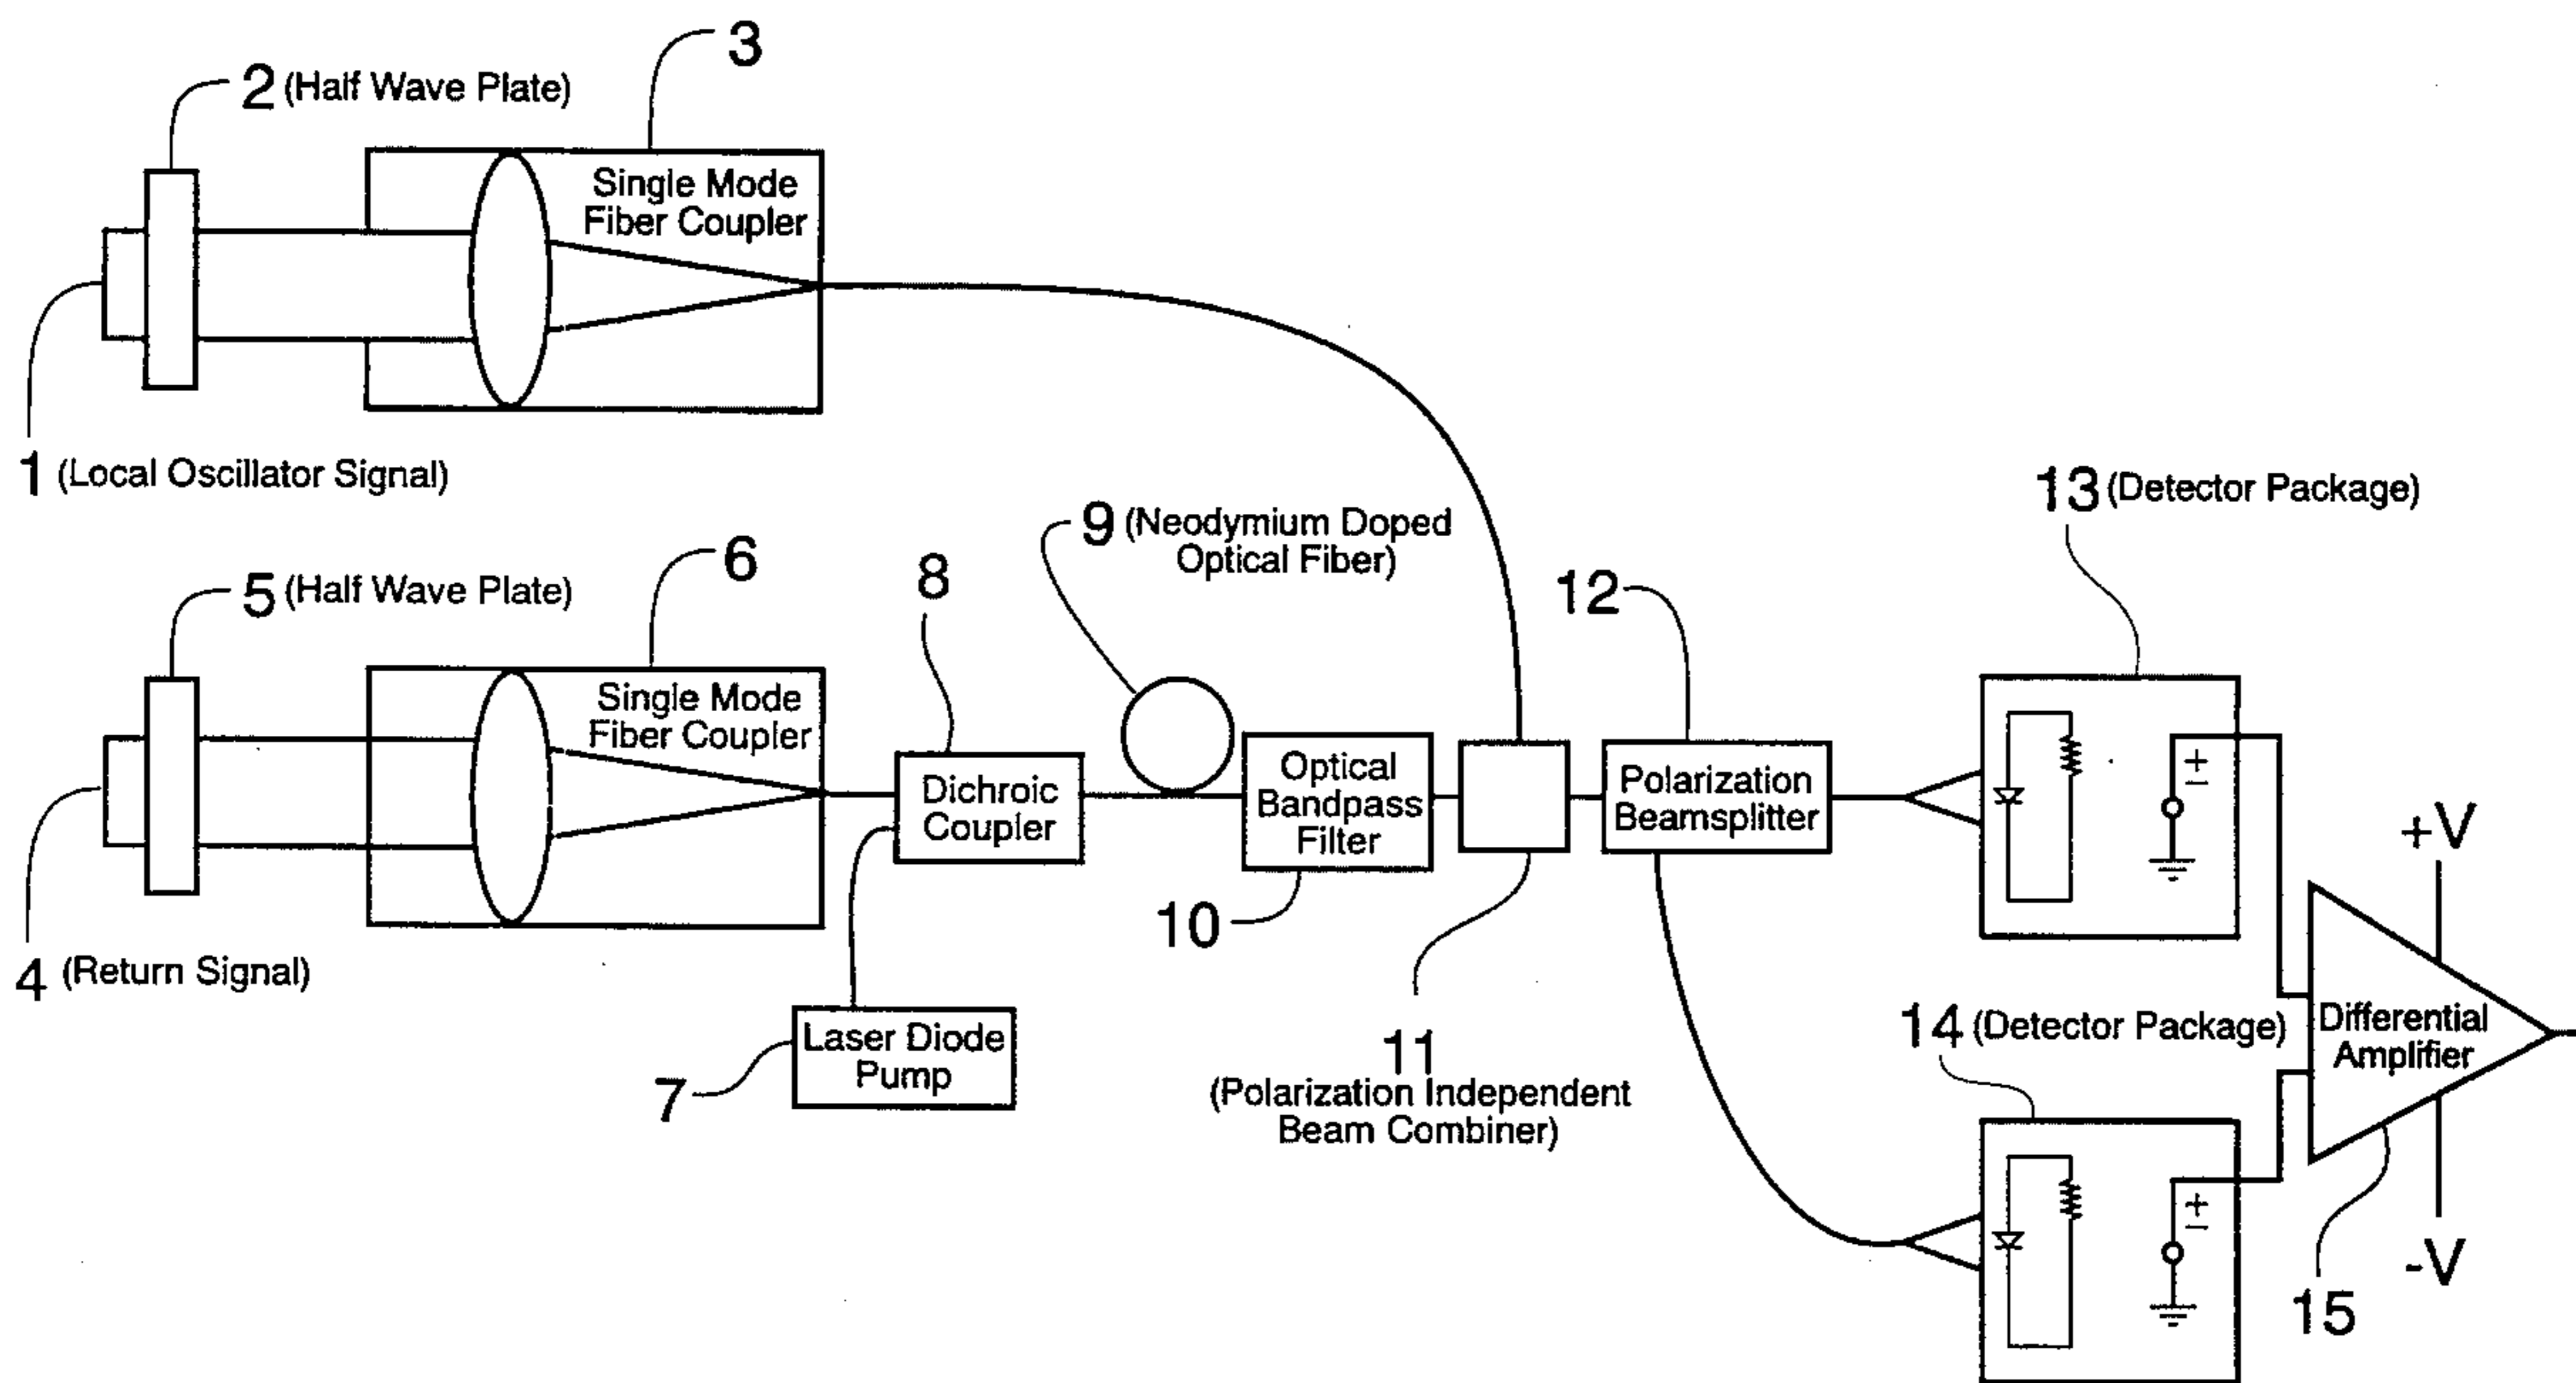 3
2 (Half Wave Plate)
Single Mode
Fiber Coupler
1 (Local Oscillator Signal)
13 (Detector Package)
9 (Neodymium Doped
Optical Fiber)
6
8
12
5 (Half Wave Plate)
Single Mode
Fiber Coupler
Dichroic
Coupler
Optical
Bandpass
Filter
Polarization
Beamsplitter
+
-
+V
10
4 (Return Signal)
Laser Diode
Pump
7
11
(Polarization Independent
Beam Combiner)
14 (Detector Package)
Differential
Amplifier
+
-
-V
15